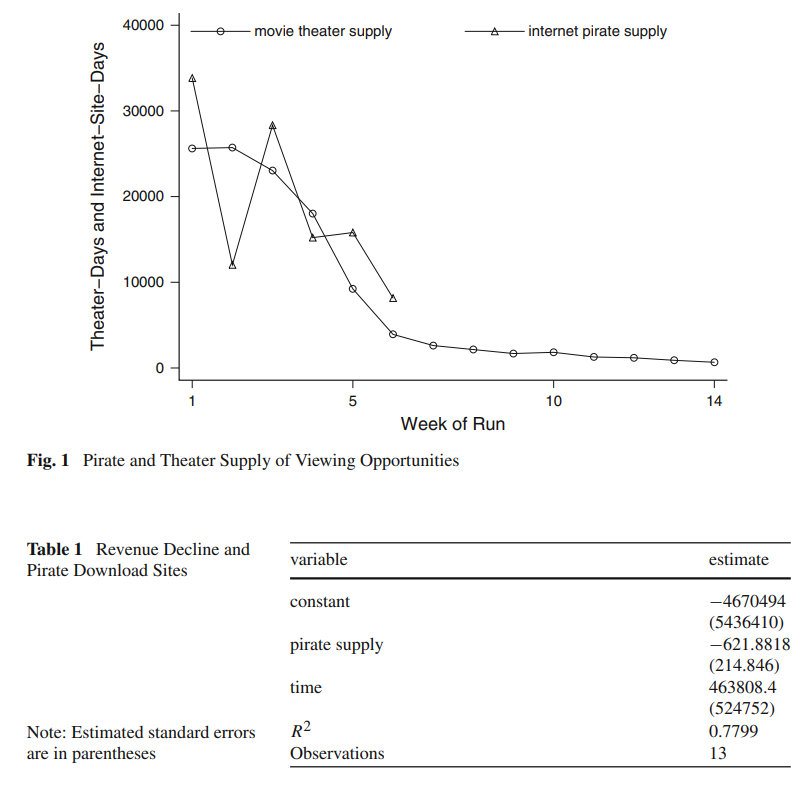 movie theater supply
internet pirate supply
Theater−Days and Internet−Site−Days
40000
30000
20000
10000
0
1
5
10
14
Week of Run
Fig. 1 Pirate and Theater Supply of Viewing Opportunities
Table 1 Revenue Decline and
Pirate Download Sites
variable estimate
constant −4670494
(5436410)
pirate supply −621.8818
(214.846)
time 463808.4
(524752)
Note: Estimated standard errors
are in parentheses
R2 0.7799
Observations 13